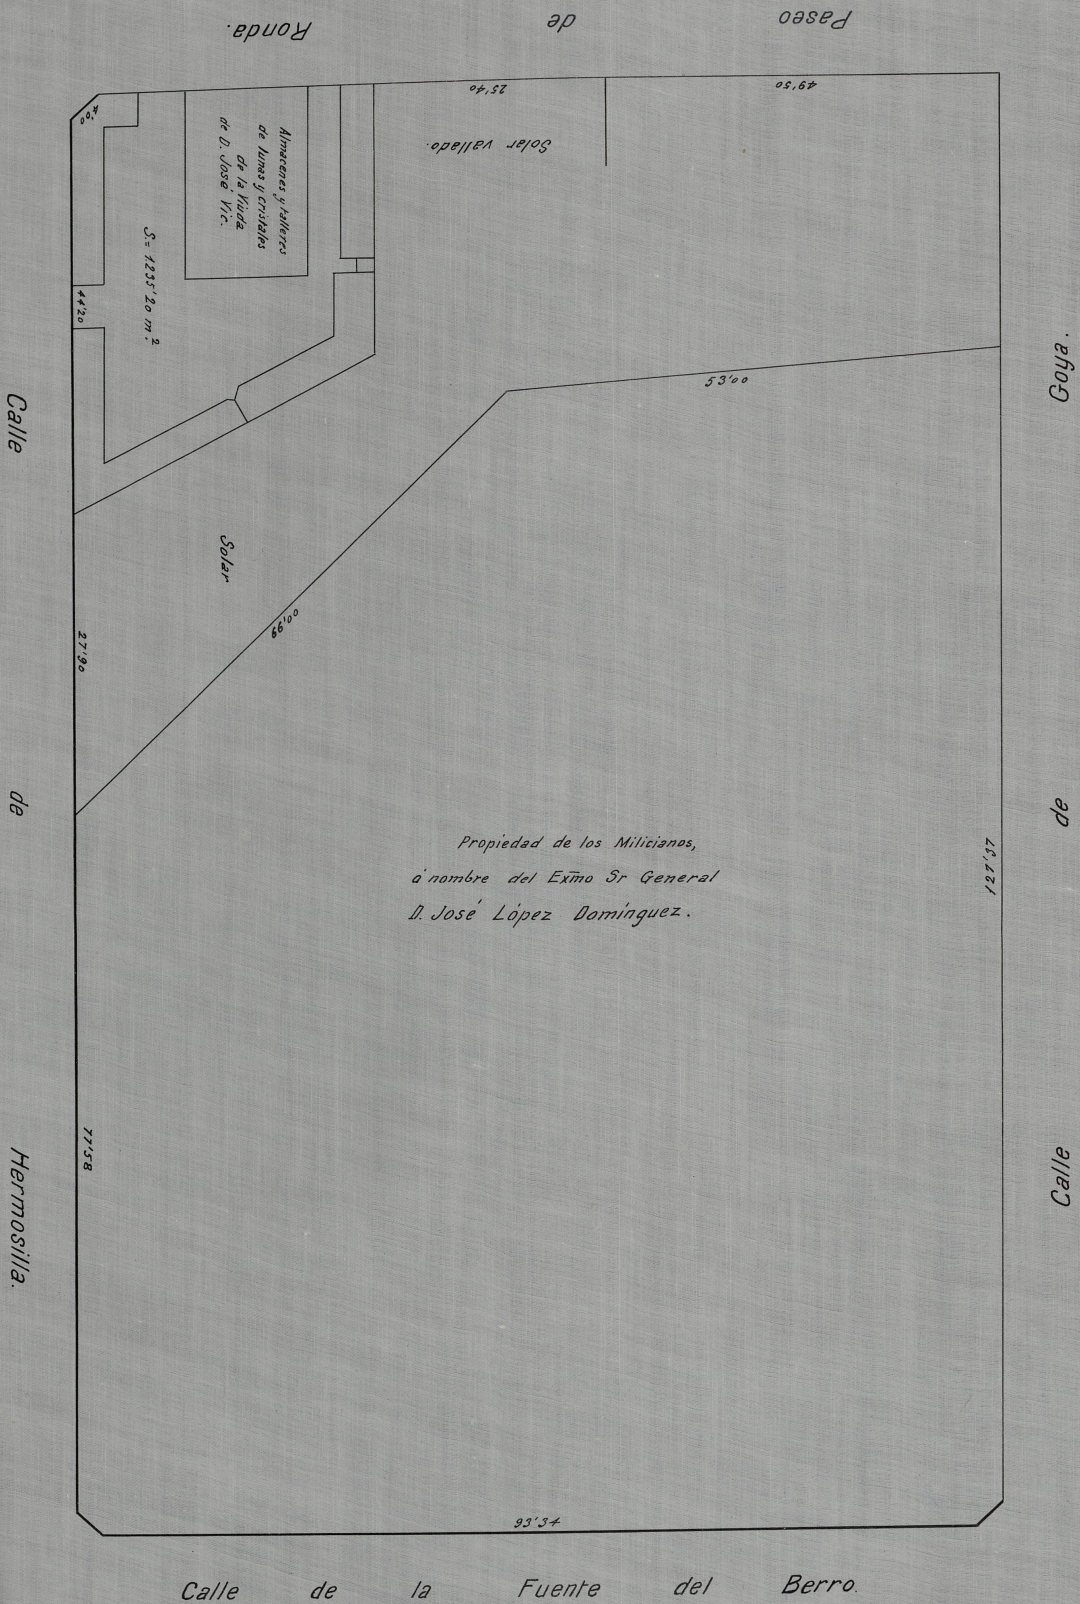 Paseo de Ronda.
25'40
49'50
4'00
Solar vallado.
Almacenes y talleres
de lunas y cristales
de la Viuda
de D. José Vic.
S.= 1.235'20 m.²
44'20
53'00
Solar
66'00
27'90
Calle de Hermosilla.
Calle de Goya.
127'37
Propiedad de los Milicianos,
á nombre del Exmo Sr General
D. José López Domínguez.
77'58
93'34
Calle de la Fuente del Berro.